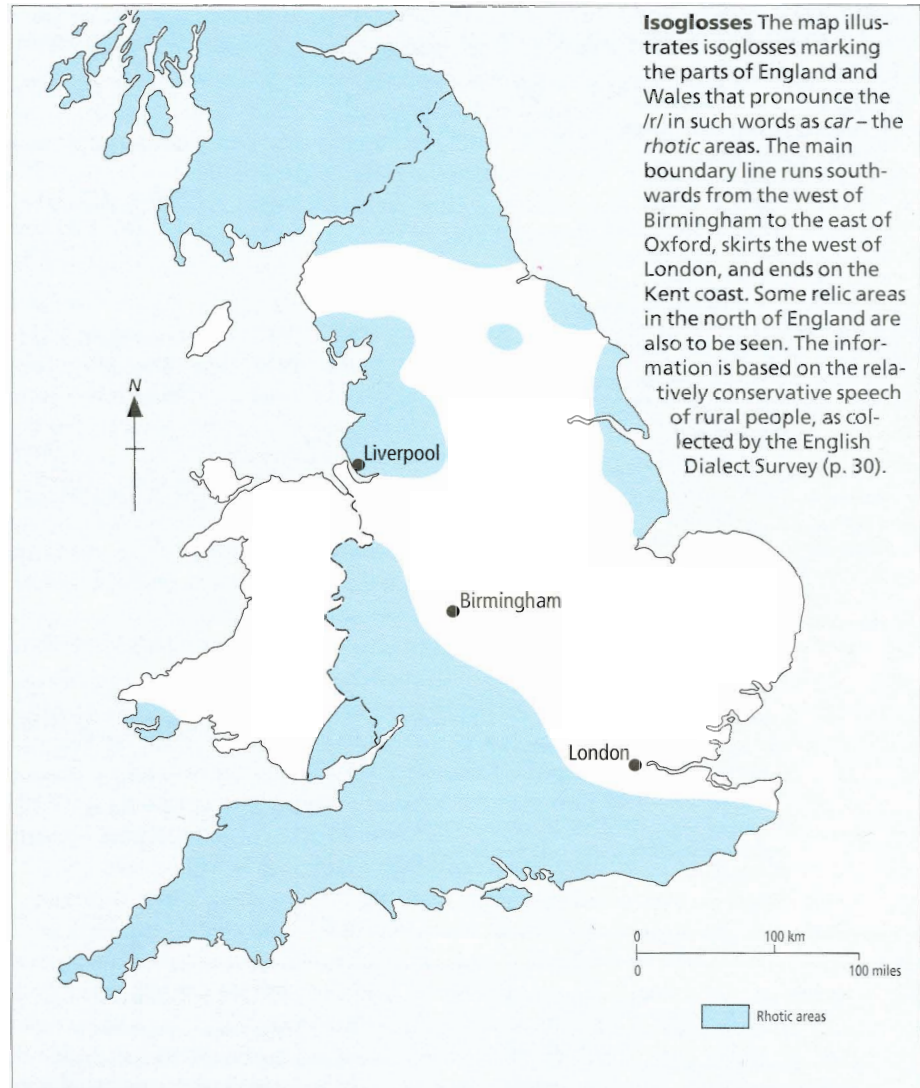 Isoglosses The map illus-
trates isoglosses marking
the parts of England and
Wales that pronounce the
/r/ in such words as car – the
rhotic areas. The main
boundary line runs south-
wards from the west of
Birmingham to the east of
Oxford, skirts the west of
London, and ends on the
Kent coast. Some relic areas
in the north of England are
also to be seen. The infor-
mation is based on the rela-
tively conservative speech
of rural people, as col-
lected by the English
Dialect Survey (p. 30).
N
Liverpool
Birmingham
London
0 100 km
0 100 miles
Rhotic areas